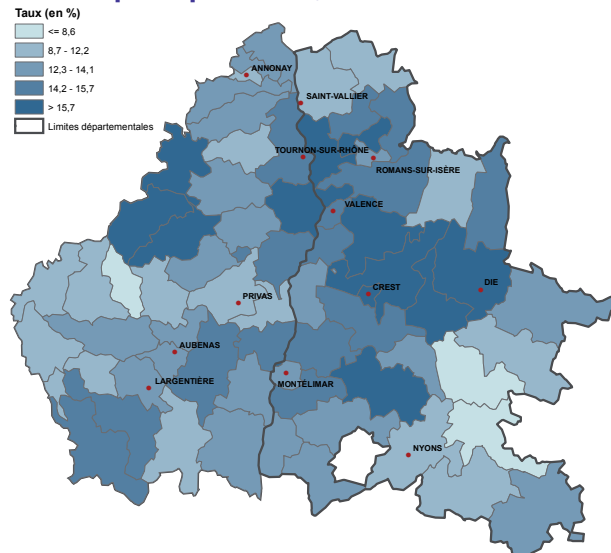 Taux (en %)
<= 8,6
8,7 - 12,2
12,3 - 14,1
14,2 - 15,7
> 15,7
Limites départementales
ANNONAY
SAINT-VALLIER
TOURNON-SUR-RHÔNE
ROMANS-SUR-ISÈRE
VALENCE
DIE
CREST
PRIVAS
AUBENAS
MONTÉLIMAR
LARGENTIÈRE
NYONS